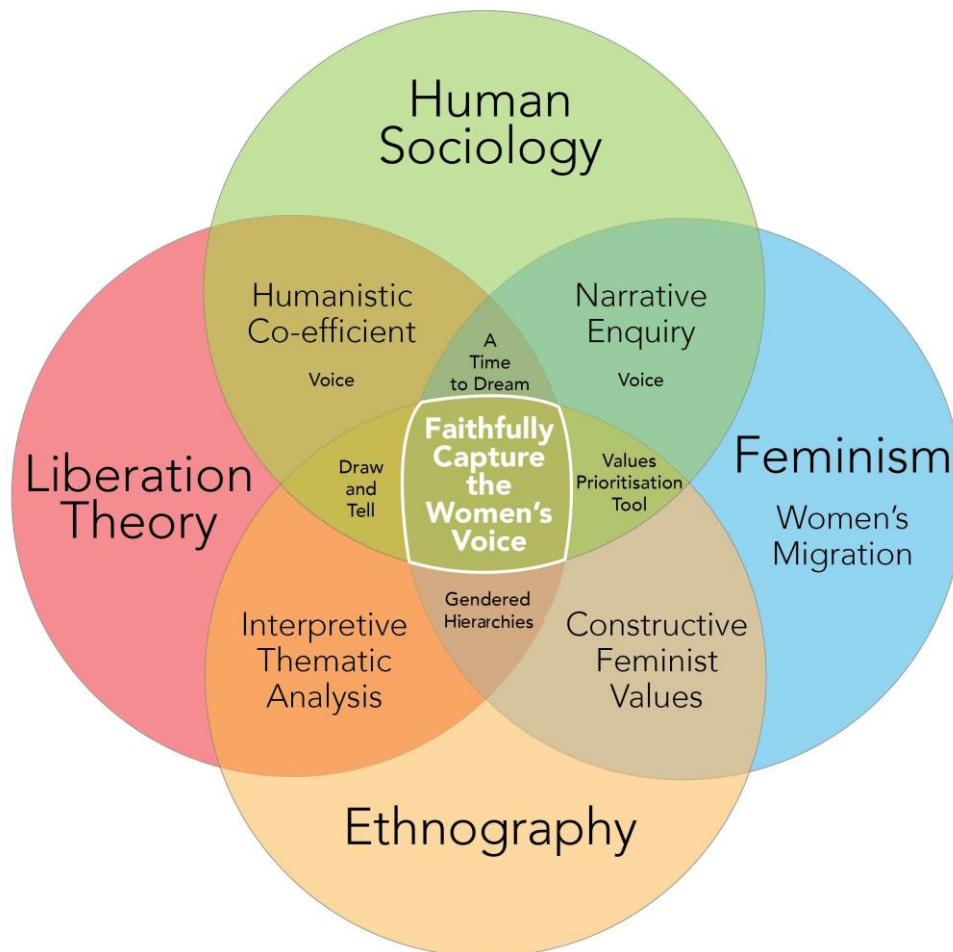 Human
Sociology
Humanistic
Co-efficient
Voice
A
Time
to Dream
Narrative
Enquiry
Voice
Liberation
Theory
Draw
and
Tell
Faithfully
Capture
the
Women's
Voice
Values
Prioritisation
Tool
Feminism
Women's
Migration
Interpretive
Thematic
Analysis
Gendered
Hierarchies
Constructive
Feminist
Values
Ethnography